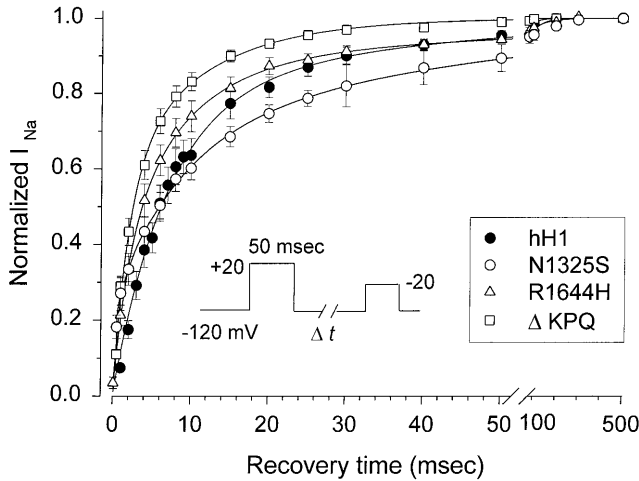 Normalized I Na
1.0
0.8
0.6
0.4
0.2
0.0
50 msec
+20
-20
-120 mV
Δ t
hH1
N1325S
R1644H
Δ KPQ
0 10 20 30 40 50 100 500
Recovery time (msec)